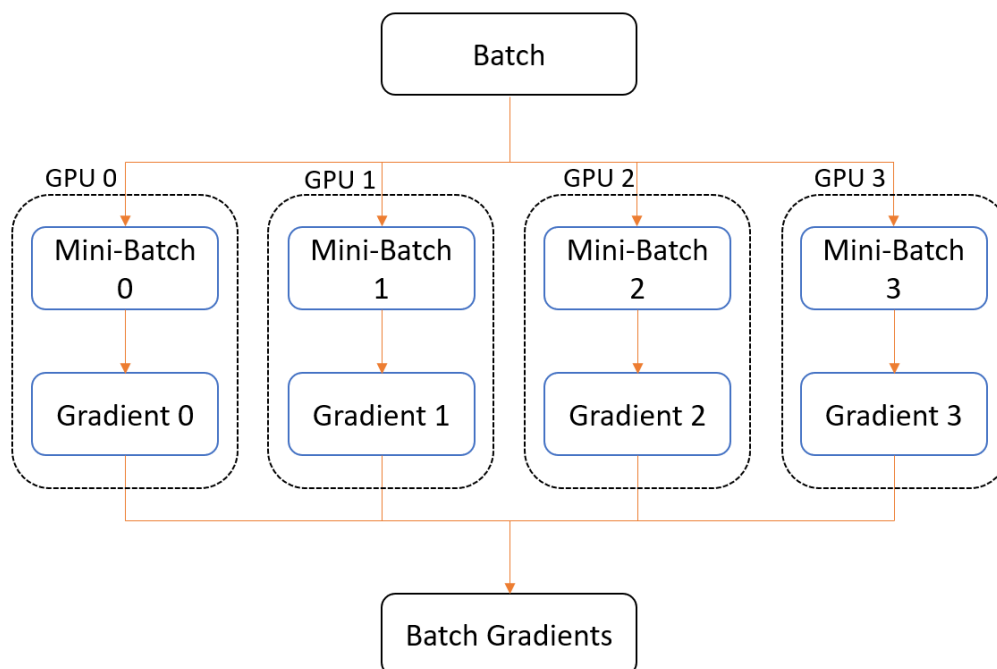 Batch
GPU 0
GPU 1
GPU 2
GPU 3
Mini-Batch
0
Mini-Batch
1
Mini-Batch
2
Mini-Batch
3
Gradient 0
Gradient 1
Gradient 2
Gradient 3
Batch Gradients